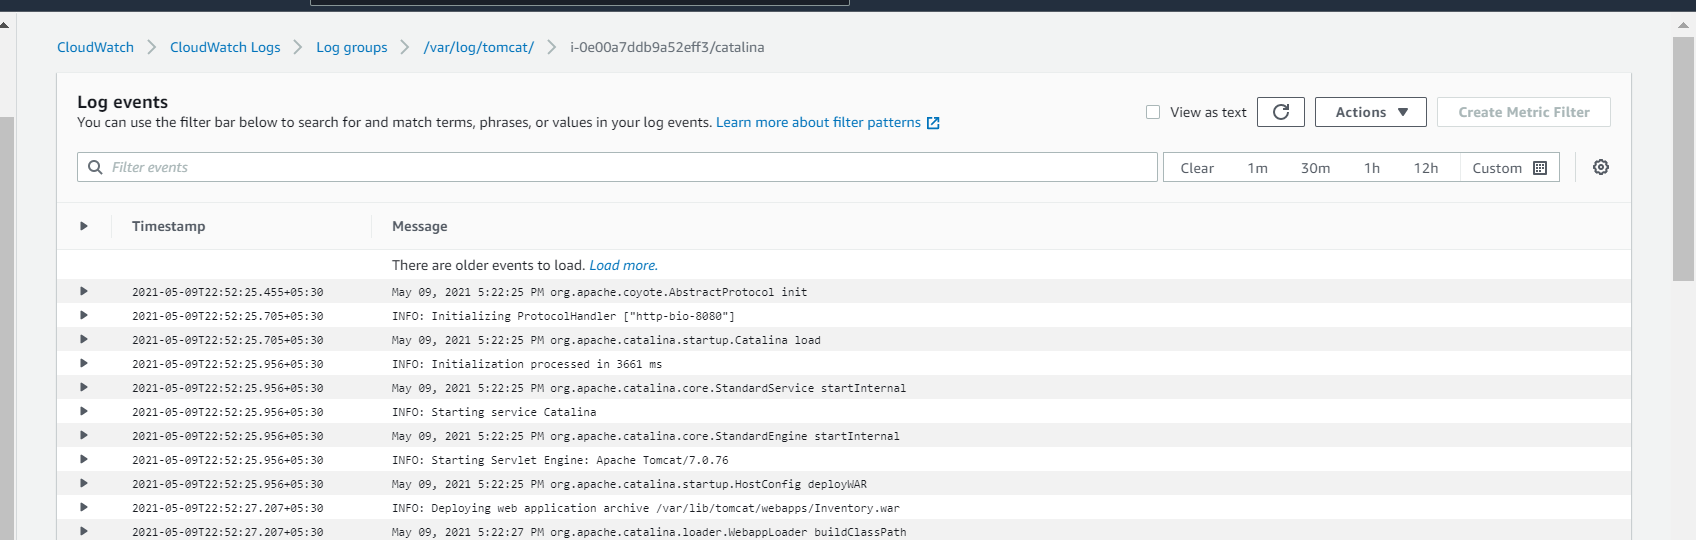 CloudWatch > CloudWatch Logs > Log groups > /var/log/tomcat/ > i-0e00a7ddb9a52eff3/catalina
Log events
You can use the filter bar below to search for and match terms, phrases, or values in your log events. Learn more about filter patterns
View as text Actions Create Metric Filter
Filter events Clear 1m 30m 1h 12h Custom
Timestamp Message
There are older events to load. Load more.
2021-05-09T22:52:25.455+05:30 May 09, 2021 5:22:25 PM org.apache.coyote.AbstractProtocol init
2021-05-09T22:52:25.705+05:30 INFO: Initializing ProtocolHandler ["http-bio-8080"]
2021-05-09T22:52:25.705+05:30 May 09, 2021 5:22:25 PM org.apache.catalina.startup.Catalina load
2021-05-09T22:52:25.956+05:30 INFO: Initialization processed in 3661 ms
2021-05-09T22:52:25.956+05:30 May 09, 2021 5:22:25 PM org.apache.catalina.core.StandardService startInternal
2021-05-09T22:52:25.956+05:30 INFO: Starting service Catalina
2021-05-09T22:52:25.956+05:30 May 09, 2021 5:22:25 PM org.apache.catalina.core.StandardEngine startInternal
2021-05-09T22:52:25.956+05:30 INFO: Starting Servlet Engine: Apache Tomcat/7.0.76
2021-05-09T22:52:25.956+05:30 May 09, 2021 5:22:25 PM org.apache.catalina.startup.HostConfig deployWAR
2021-05-09T22:52:27.207+05:30 INFO: Deploying web application archive /var/lib/tomcat/webapps/Inventory.war
2021-05-09T22:52:27.207+05:30 May 09, 2021 5:22:27 PM org.apache.catalina.loader.WebappLoader buildClassPath